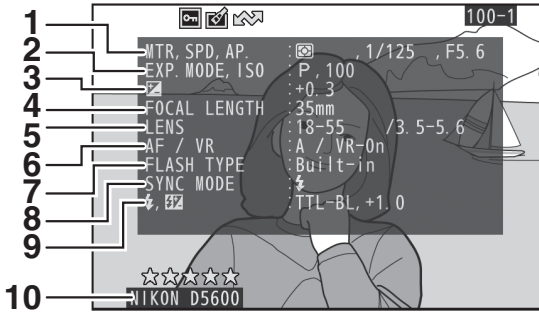 100-1
1 MTR, SPD, AP. : , 1/125 , F5. 6
2 EXP. MODE, ISO : P , 100
3 : +0. 3
4 FOCAL LENGTH : 35mm
5 LENS : 18-55 /3. 5-5. 6
6 AF / VR : A / VR-On
7 FLASH TYPE : Built-in
8 SYNC MODE :
9 , : TTL-BL, +1. 0
10 NIKON D5600